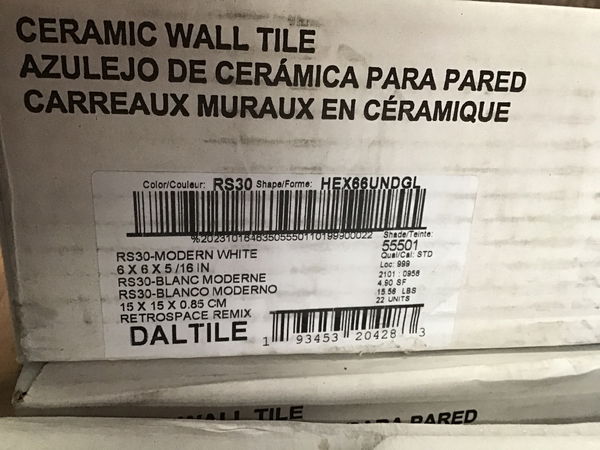 CERAMIC WALL TILE
AZULEJO DE CERÁMICA PARA PARED
CARREAUX MURAUX EN CÉRAMIQUE
Color/Couleur: RS30 Shape/Forme: HEX66UNDGL
Shade/Teinte:
55501
Qual/Cal: STD
Loc: 999
2101 : 0956
4.90 SF
15.56 LBS
22 UNITS
RS30-MODERN WHITE
6 X 6 X 5 /16 IN
RS30-BLANC MODERNE
RS30-BLANCO MODERNO
15 X 15 X 0.85 CM
RETROSPACE REMIX
DALTILE
1 93453 20428 3
WALL TILE
PARA PARED